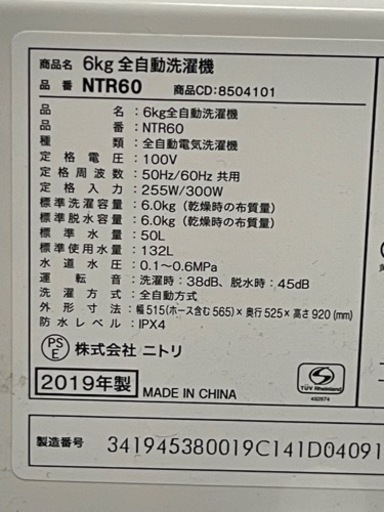 商品名 6kg 全自動洗濯機
品番 NTR60 商品CD:8504101
品名:6kg全自動洗濯機
品番:NTR60
種類:全自動電気洗濯機
定格電圧:100V
定格周波数:50Hz/60Hz 共用
定格入力:255W/300W
標準洗濯容量:6.0kg(乾燥時の布質量)
標準脱水容量:6.0kg(乾燥時の布質量)
標準水量:50L
標準使用水量:132L
水道水圧:0.1~0.6MPa
運転音:洗濯時:38dB、脱水時:45dB
洗濯方式:全自動方式
外形寸法:幅515(ホース含む565)×奥行525×高さ920(mm)
防水レベル:IPX4
PSE 株式会社ニトリ
2019年製 MADE IN CHINA
TÜV Rheinland
製造番号 341945380019C141D04091